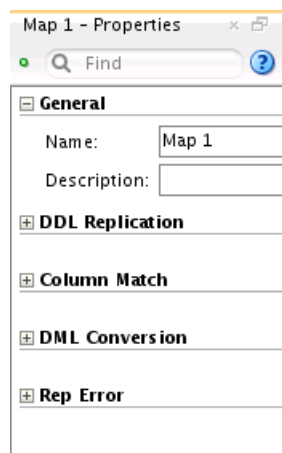 Map 1 - Properties
Find
General
Name: Map 1
Description:
DDL Replication
Column Match
DML Conversion
Rep Error